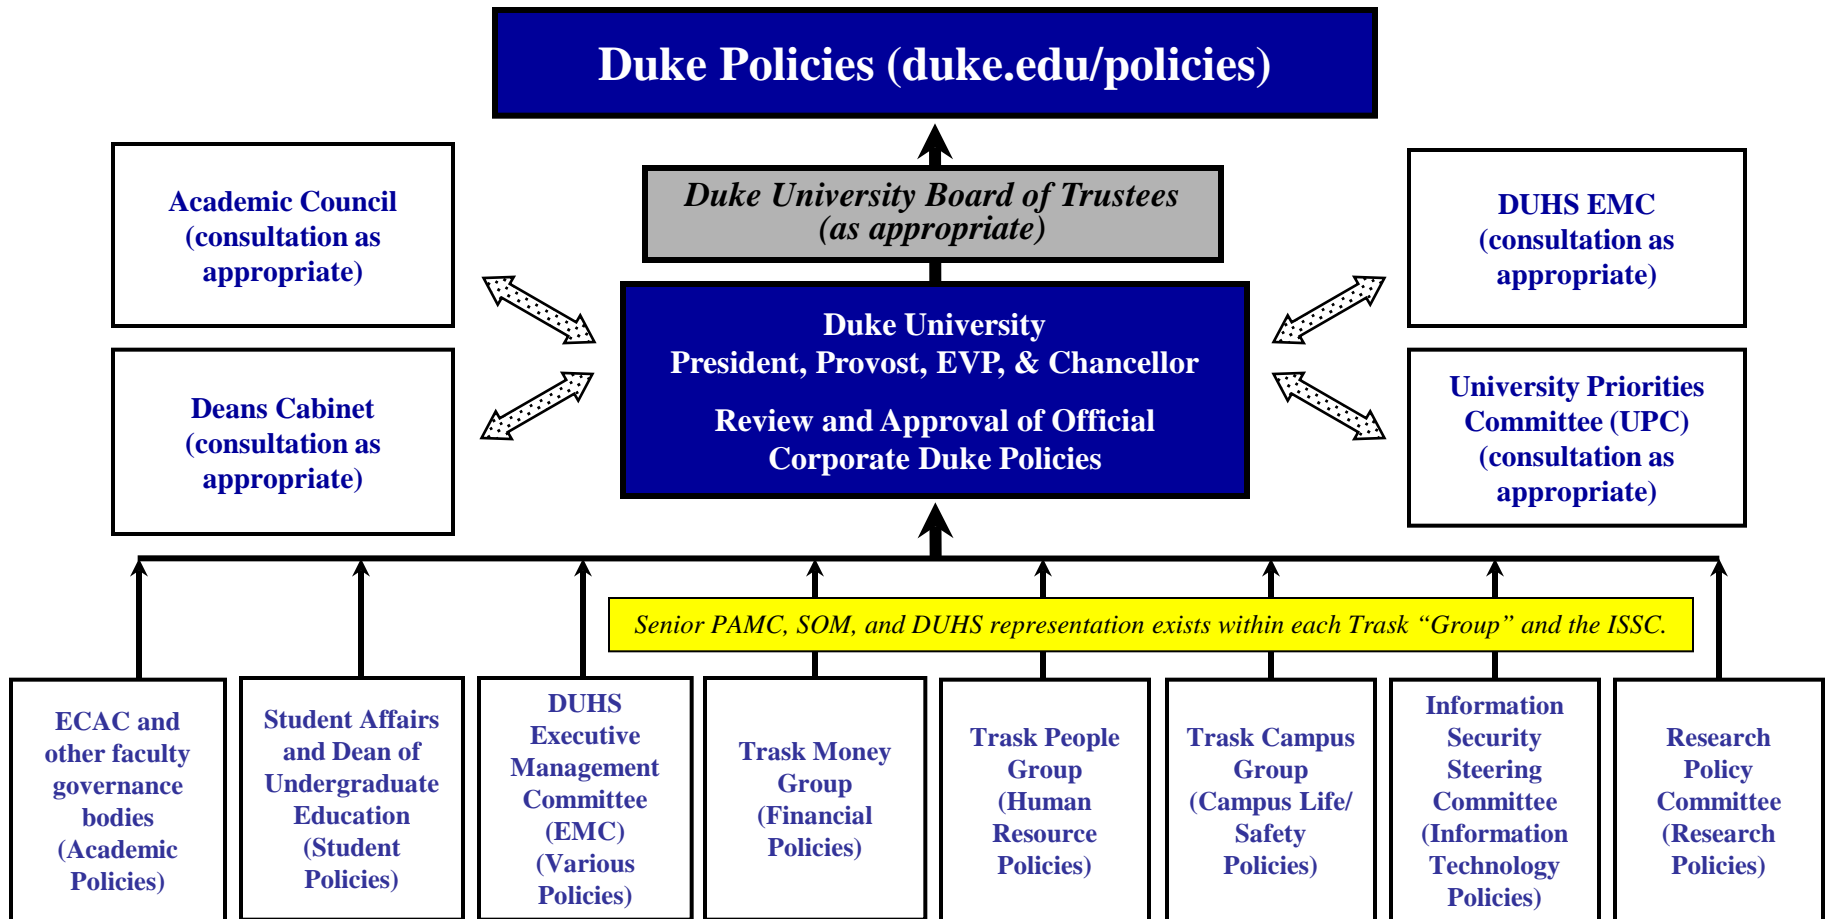 Duke Policies (duke.edu/policies)
Academic Council
(consultation as
appropriate)
Duke University Board of Trustees
(as appropriate)
DUHS EMC
(consultation as
appropriate)
Deans Cabinet
(consultation as
appropriate)
Duke University
President, Provost, EVP, & Chancellor
Review and Approval of Official
Corporate Duke Policies
University Priorities
Committee (UPC)
(consultation as
appropriate)
Senior PAMC, SOM, and DUHS representation exists within each Trask “Group” and the ISSC.
ECAC and
other faculty
governance
bodies
(Academic
Policies)
Student Affairs
and Dean of
Undergraduate
Education
(Student
Policies)
DUHS
Executive
Management
Committee
(EMC)
(Various
Policies)
Trask Money
Group
(Financial
Policies)
Trask People
Group
(Human
Resource
Policies)
Trask Campus
Group
(Campus Life/
Safety
Policies)
Information
Security
Steering
Committee
(Information
Technology
Policies)
Research
Policy
Committee
(Research
Policies)